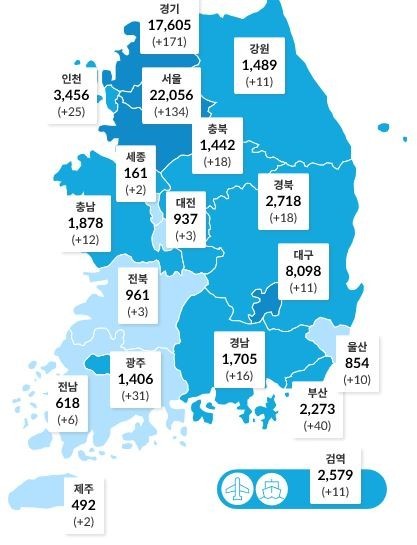 경기
17,605
(+171)
강원
1,489
(+11)
인천
3,456
(+25)
서울
22,056
(+134)
충북
1,442
(+18)
세종
161
(+2)
경북
2,718
(+18)
대전
937
(+3)
충남
1,878
(+12)
대구
8,098
(+11)
전북
961
(+3)
경남
1,705
(+16)
울산
854
(+10)
광주
1,406
(+31)
전남
618
(+6)
부산
2,273
(+40)
검역
2,579
(+11)
제주
492
(+2)